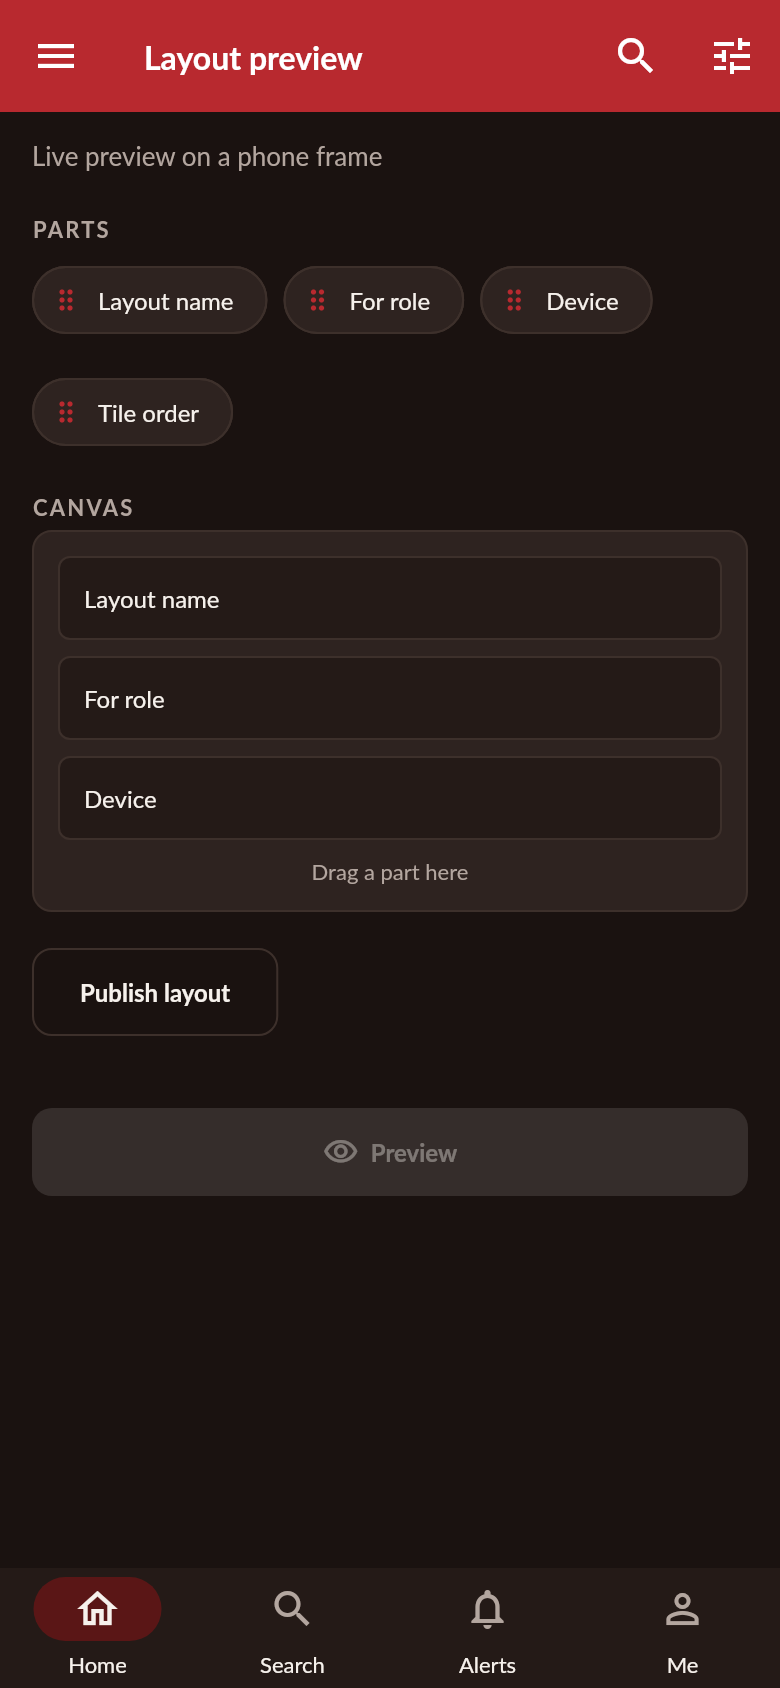 Layout preview
Live preview on a phone frame
PARTS
Layout name
For role
Device
Tile order
CANVAS
Layout name
For role
Device
Drag a part here
Publish layout
Preview
Home
Search
Alerts
Me